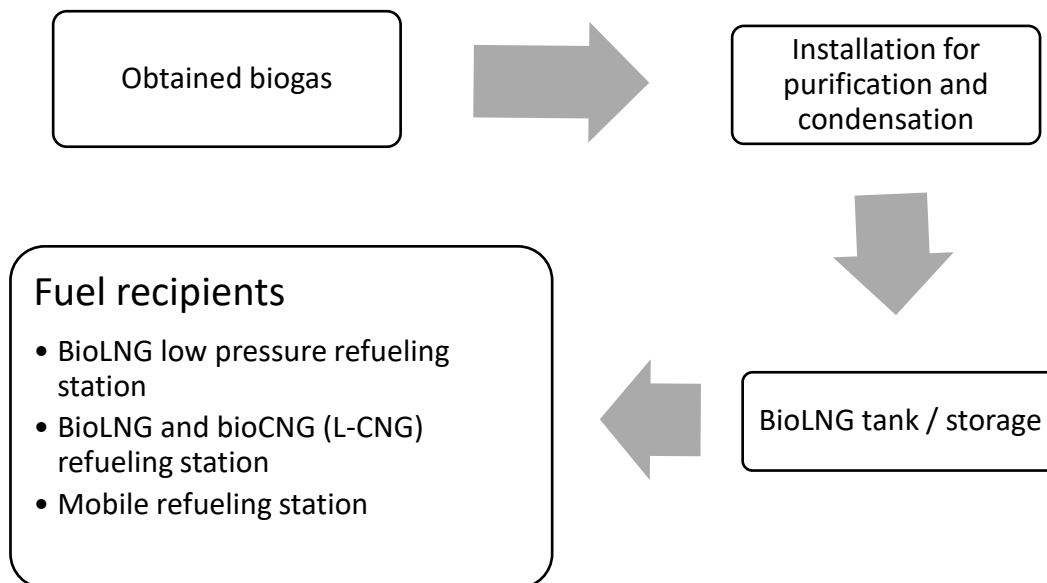 Obtained biogas
Installation for
purification and
condensation
BioLNG tank / storage
Fuel recipients
• BioLNG low pressure refueling
station
• BioLNG and bioCNG (L-CNG)
refueling station
• Mobile refueling station